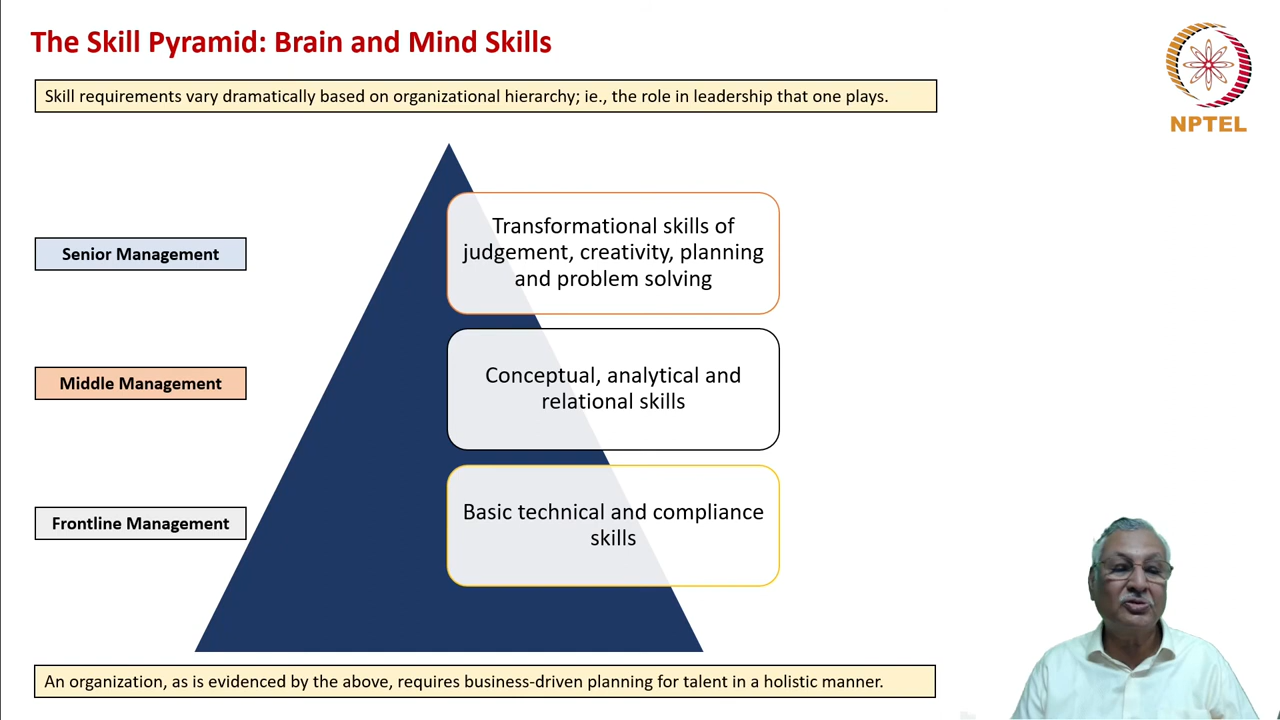 The Skill Pyramid: Brain and Mind Skills
NPTEL
Skill requirements vary dramatically based on organizational hierarchy; ie., the role in leadership that one plays.
Senior Management
Transformational skills of
judgement, creativity, planning
and problem solving
Middle Management
Conceptual, analytical and
relational skills
Frontline Management
Basic technical and compliance
skills
An organization, as is evidenced by the above, requires business-driven planning for talent in a holistic manner.